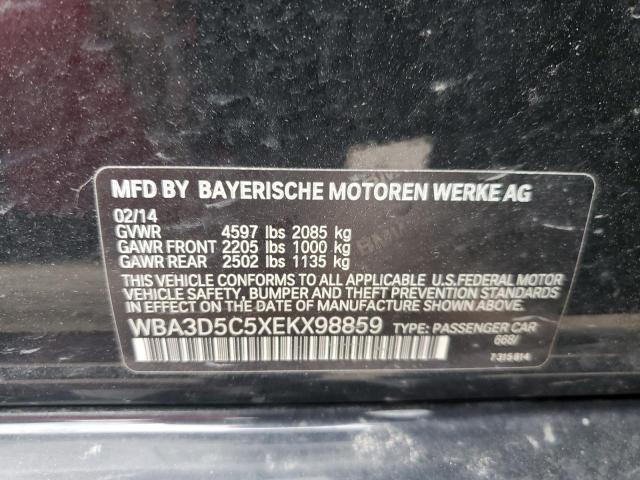 MFD BY BAYERISCHE MOTOREN WERKE AG
02/14
GVWR 4597 lbs 2085 kg
GAWR FRONT 2205 lbs 1000 kg
GAWR REAR 2502 lbs 1135 kg
THIS VEHICLE CONFORMS TO ALL APPLICABLE U.S.FEDERAL MOTOR
VEHICLE SAFETY, BUMPER AND THEFT PREVENTION STANDARDS
IN EFFECT ON THE DATE OF MANUFACTURE SHOWN ABOVE.
WBA3D5C5XEKX98859 TYPE: PASSENGER CAR
668/
7315814